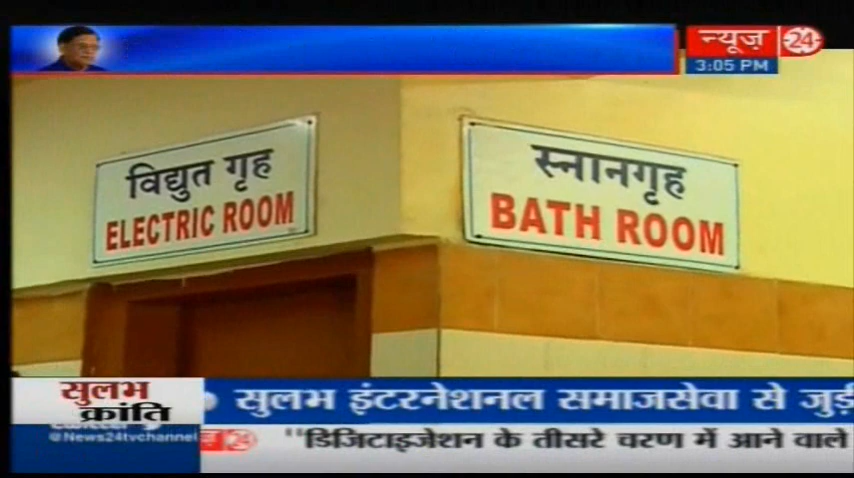 न्यूज़ 24
3:05 PM
विद्युत गृह
ELECTRIC ROOM
स्नानगृह
BATH ROOM
सुलभ
क्रांति
सुलभ इंटरनेशनल समाजसेवा से जुड़ी
@News24tvchannel
24
"डिजिटाइजेशन के तीसरे चरण में आने वाले